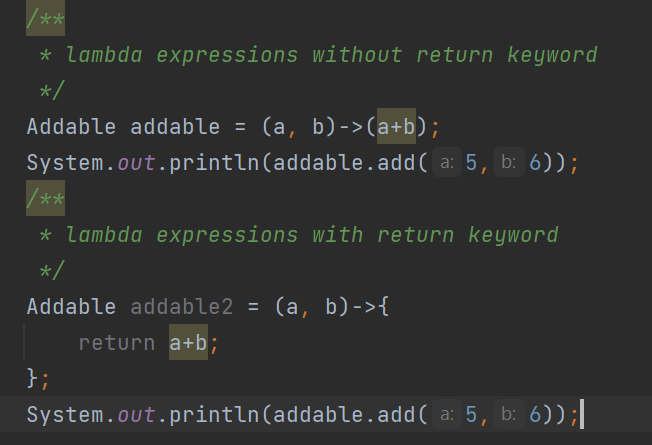 /**
 * lambda expressions without return keyword
 */
Addable addable = (a, b)->(a+b);
System.out.println(addable.add( a: 5, b: 6));
/**
 * lambda expressions with return keyword
 */
Addable addable2 = (a, b)->{
    return a+b;
};
System.out.println(addable.add( a: 5, b: 6));